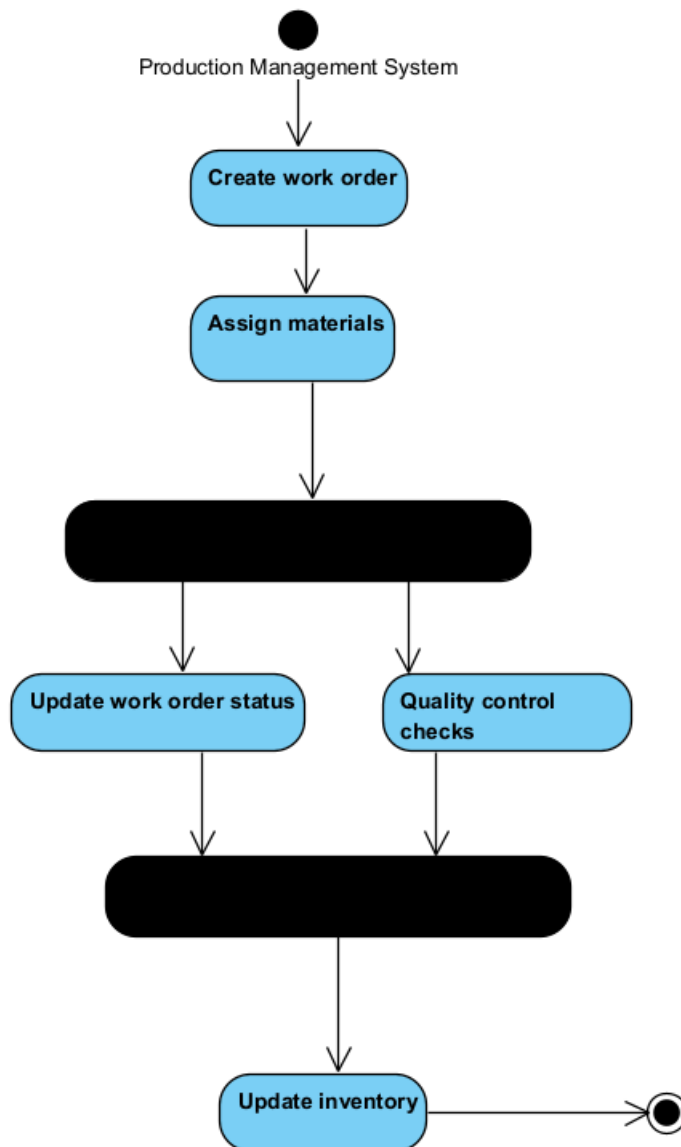 Production Management System
Create work order
Assign materials
Update work order status
Quality control
checks
Update inventory